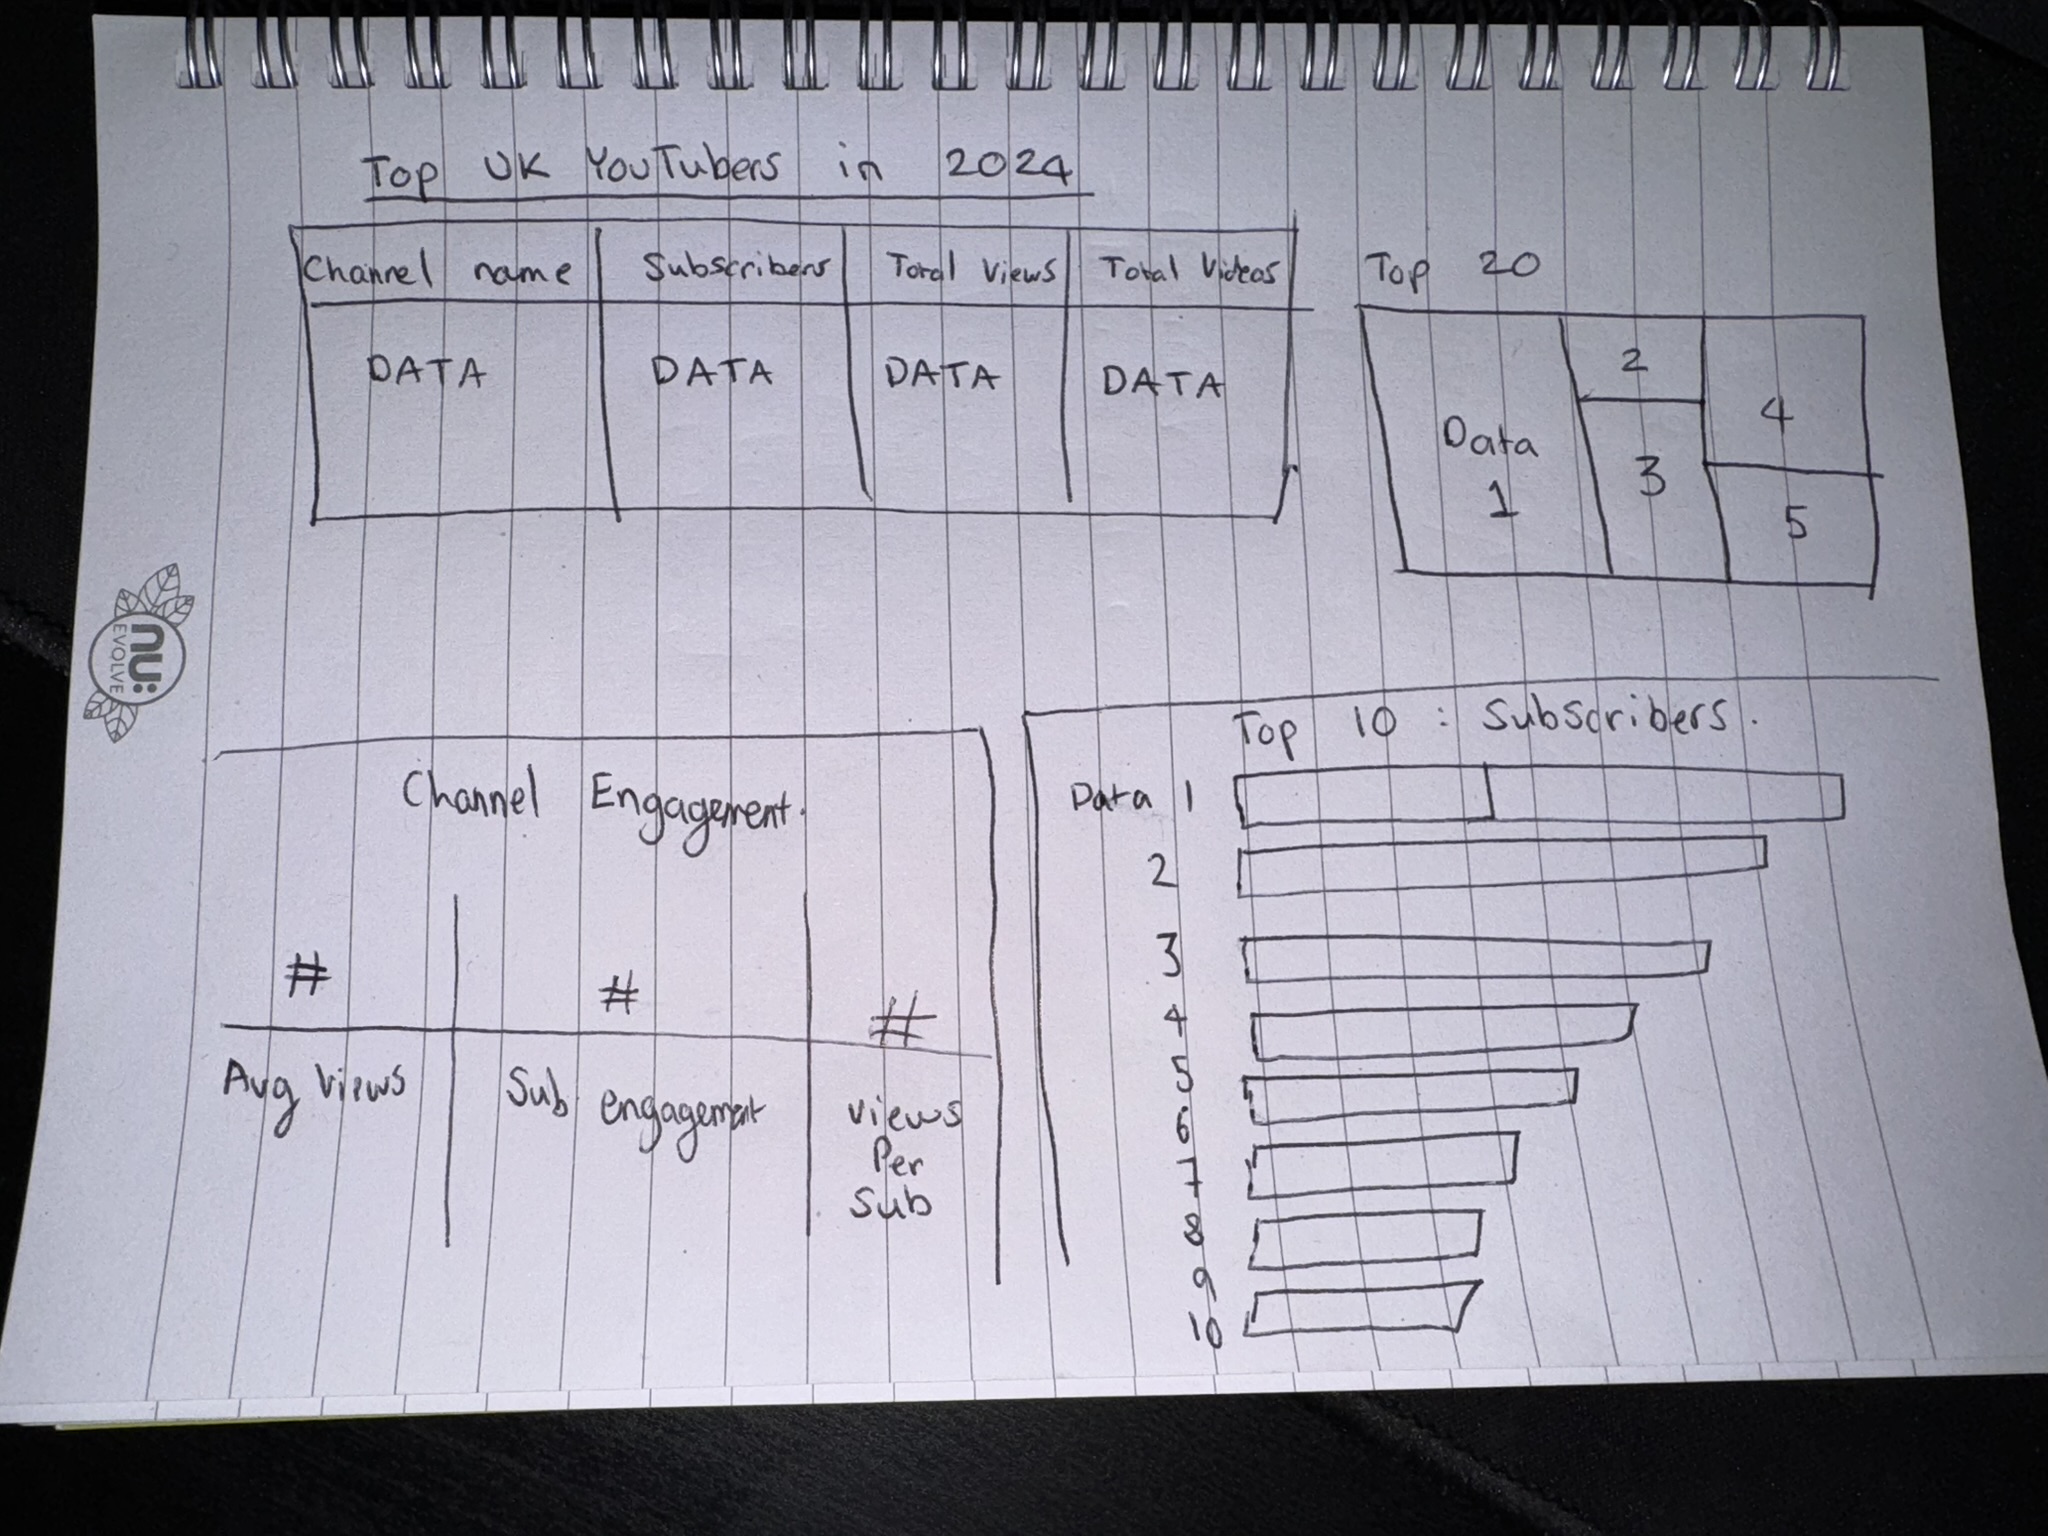 Top UK YouTubers in 2024
Channel name Subscribers Total Views Total Videos
DATA DATA DATA DATA
Top 20
Data
1
2
3
4
5
nu:
EVOLVE
Channel Engagement.
# # #
Avg Views
Sub engagement
views
Per
Sub
Top 10 : Subscribers.
Data 1
2
3
4
5
6
7
8
9
10